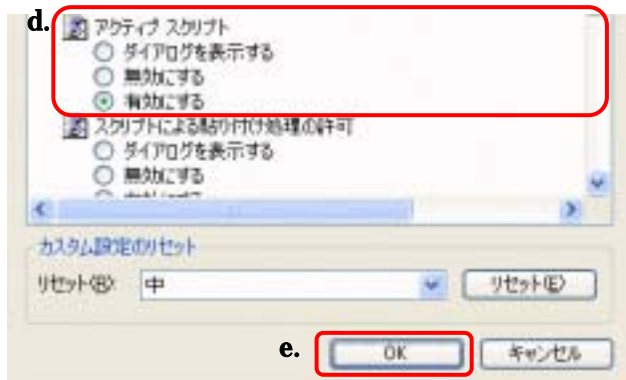 d. アクティブ スクリプト
ダイアログを表示する
無効にする
有効にする
スクリプトによる貼り付け処理の許可
ダイアログを表示する
無効にする
カスタム設定のリセット
リセット(R) 中 リセット(E)
e. OK キャンセル